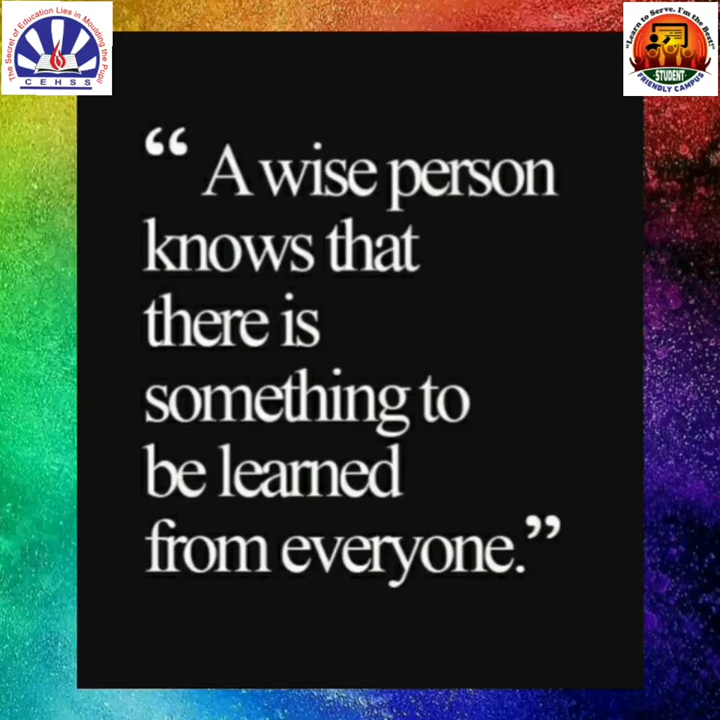 The Secret of Education Lies in Moulding the Pupil
CEHSS
"Learn to Serve. I'm the Best!"
STUDENT
FRIENDLY CAMPUS
“ A wise person
knows that
there is
something to
be learned
from everyone.”